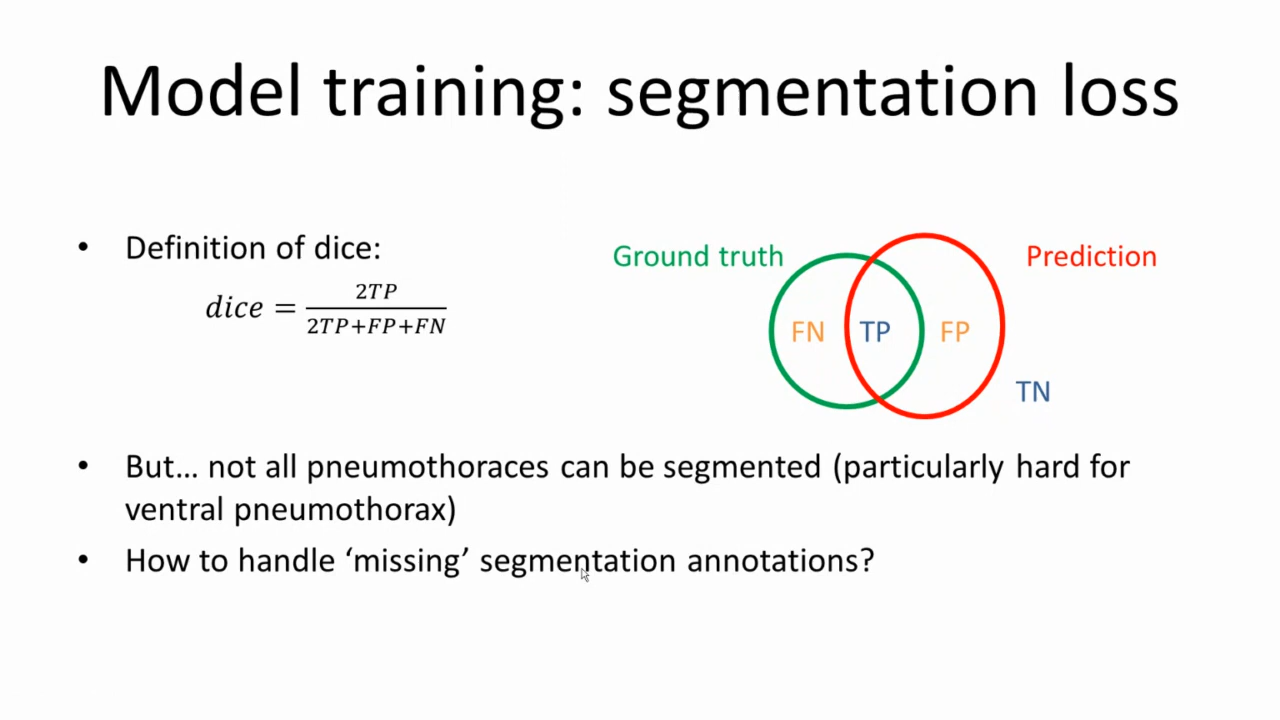 Model training: segmentation loss
• Definition of dice:
dice = 2TP / 2TP+FP+FN
Ground truth
Prediction
FN TP FP
TN
• But… not all pneumothoraces can be segmented (particularly hard for
ventral pneumothorax)
• How to handle ‘missing’ segmentation annotations?